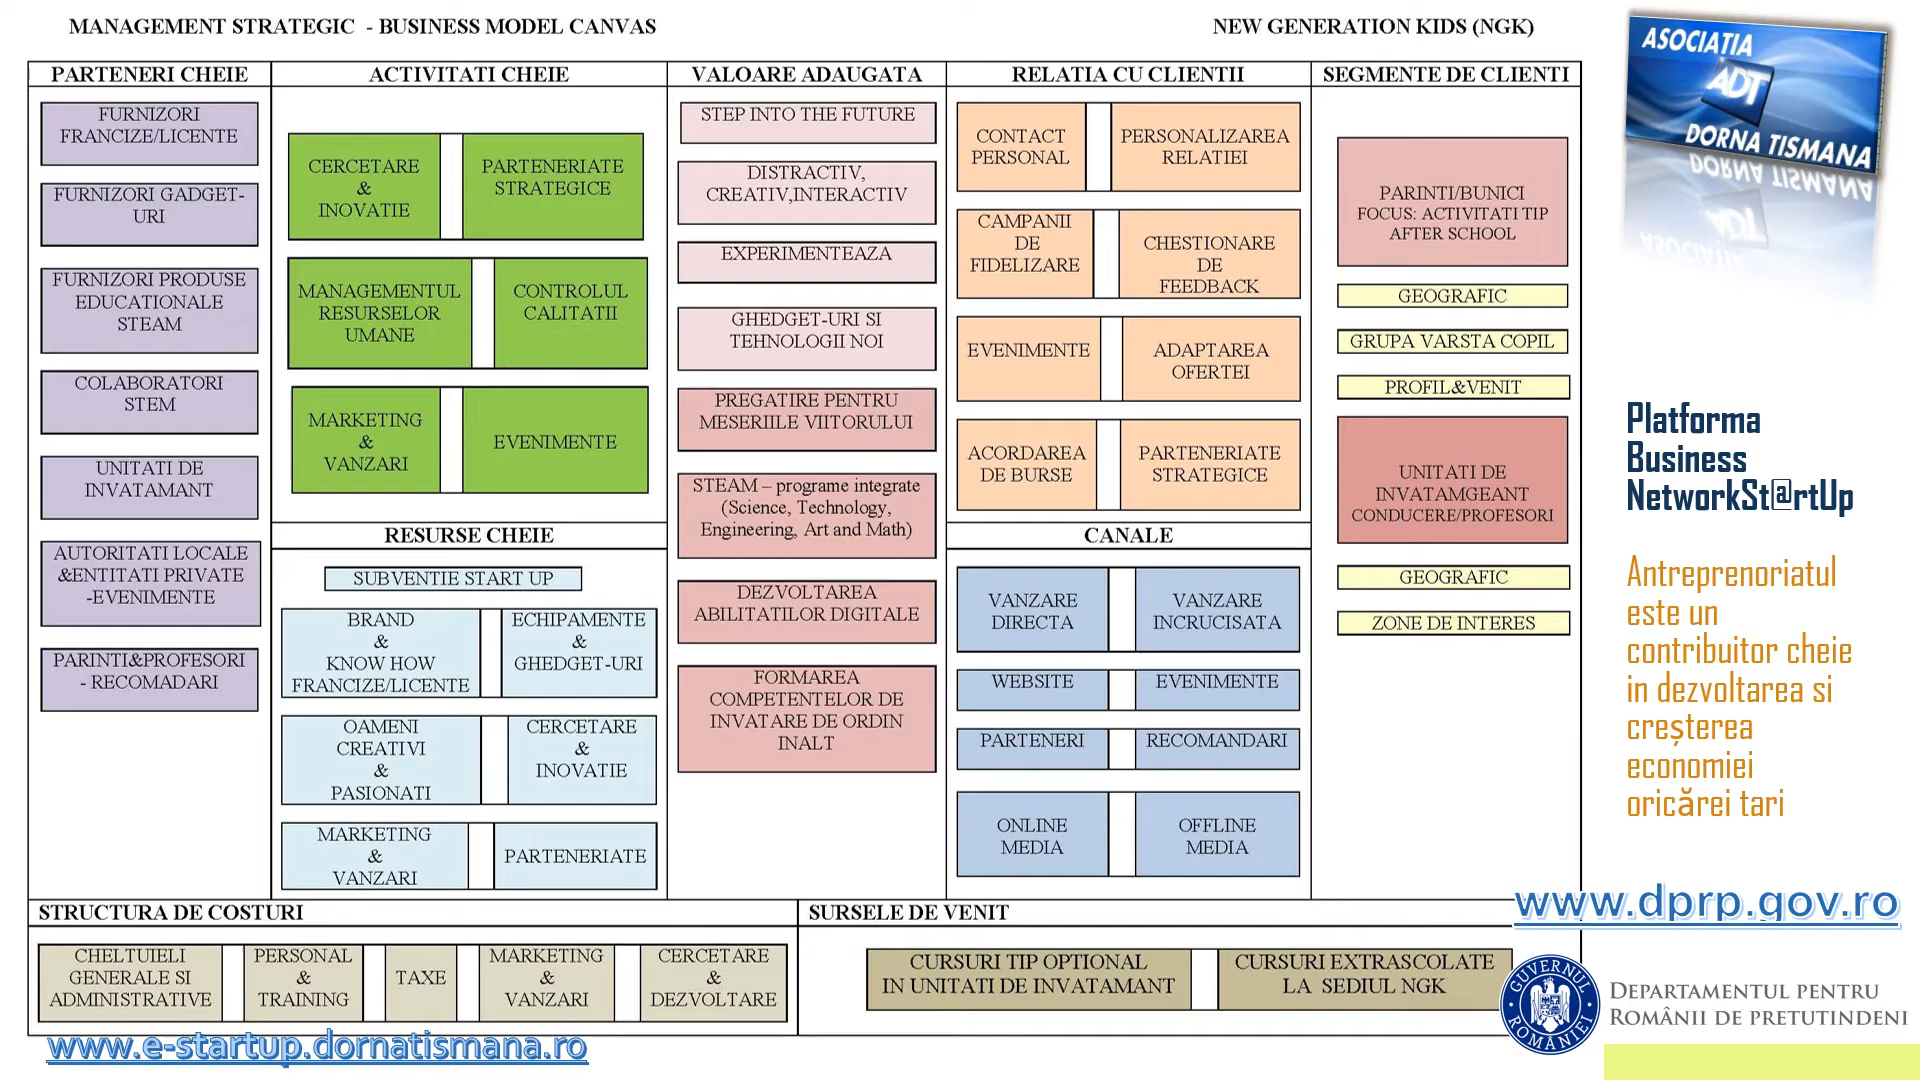 MANAGEMENT STRATEGIC - BUSINESS MODEL CANVAS
NEW GENERATION KIDS (NGK)
PARTENERI CHEIE
FURNIZORI
FRANCIZE/LICENTE
FURNIZORI GADGET-
URI
FURNIZORI PRODUSE
EDUCATIONALE
STEAM
COLABORATORI
STEM
UNITATI DE
INVATAMANT
AUTORITATI LOCALE
&ENTITATI PRIVATE
-EVENIMENTE
PARINTI&PROFESORI
- RECOMADARI
ACTIVITATI CHEIE
CERCETARE
&
INOVATIE
PARTENERIATE
STRATEGICE
MANAGEMENTUL
RESURSELOR
UMANE
CONTROLUL
CALITATII
MARKETING
&
VANZARI
EVENIMENTE
RESURSE CHEIE
SUBVENTIE START UP
BRAND
&
KNOW HOW
FRANCIZE/LICENTE
ECHIPAMENTE
&
GHEDGET-URI
OAMENI
CREATIVI
&
PASIONATI
CERCETARE
&
INOVATIE
MARKETING
&
VANZARI
PARTENERIATE
VALOARE ADAUGATA
STEP INTO THE FUTURE
DISTRACTIV,
CREATIV,INTERACTIV
EXPERIMENTEAZA
GHEDGET-URI SI
TEHNOLOGII NOI
PREGATIRE PENTRU
MESERIILE VIITORULUI
STEAM – programe integrate
(Science, Technology,
Engineering, Art and Math)
DEZVOLTAREA
ABILITATILOR DIGITALE
FORMAREA
COMPETENTELOR DE
INVATARE DE ORDIN
INALT
RELATIA CU CLIENTII
CONTACT
PERSONAL
PERSONALIZAREA
RELATIEI
CAMPANII
DE
FIDELIZARE
CHESTIONARE
DE
FEEDBACK
EVENIMENTE
ADAPTAREA
OFERTEI
ACORDAREA
DE BURSE
PARTENERIATE
STRATEGICE
CANALE
VANZARE
DIRECTA
VANZARE
INCRUCISATA
WEBSITE
EVENIMENTE
PARTENERI
RECOMANDARI
ONLINE
MEDIA
OFFLINE
MEDIA
SEGMENTE DE CLIENTI
PARINTI/BUNICI
FOCUS: ACTIVITATI TIP
AFTER SCHOOL
GEOGRAFIC
GRUPA VARSTA COPIL
PROFIL&VENIT
UNITATI DE
INVATAMGEANT
CONDUCERE/PROFESORI
GEOGRAFIC
ZONE DE INTERES
STRUCTURA DE COSTURI
CHELTUIELI
GENERALE SI
ADMINISTRATIVE
PERSONAL
&
TRAINING
TAXE
MARKETING
&
VANZARI
CERCETARE
&
DEZVOLTARE
SURSELE DE VENIT
CURSURI TIP OPTIONAL
IN UNITATI DE INVATAMANT
CURSURI EXTRASCOLATE
LA SEDIUL NGK
www.e-startup.dornatismana.ro
ASOCIATIA
ADT
DORNA TISMANA
Platforma
Business
NetworkSt@rtUp
Antreprenoriatul
este un
contribuitor cheie
in dezvoltarea si
creșterea
economiei
oricărei tari
www.dprp.gov.ro
GUVERNUL
ROMÂNIEI
DEPARTAMENTUL PENTRU
ROMÂNII DE PRETUTINDENI